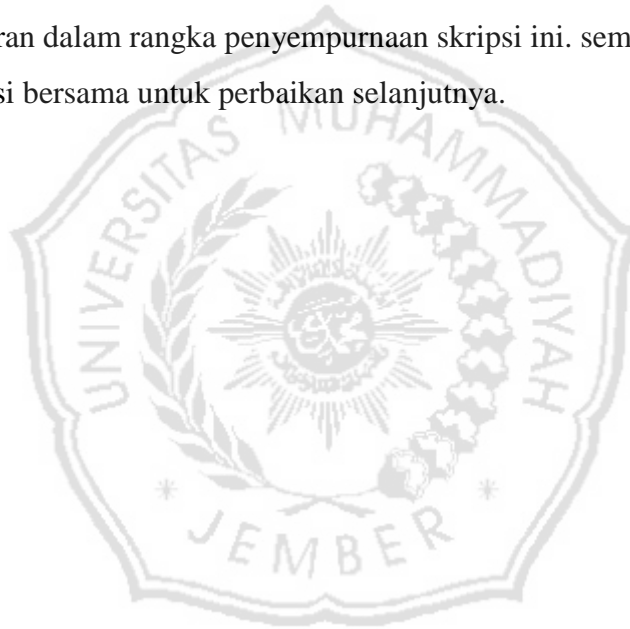 ran dalam rangka penyempurnaan skripsi ini. sem
si bersama untuk perbaikan selanjutnya.
UNIVERSITAS MUHAMMADIYAH
JEMBER